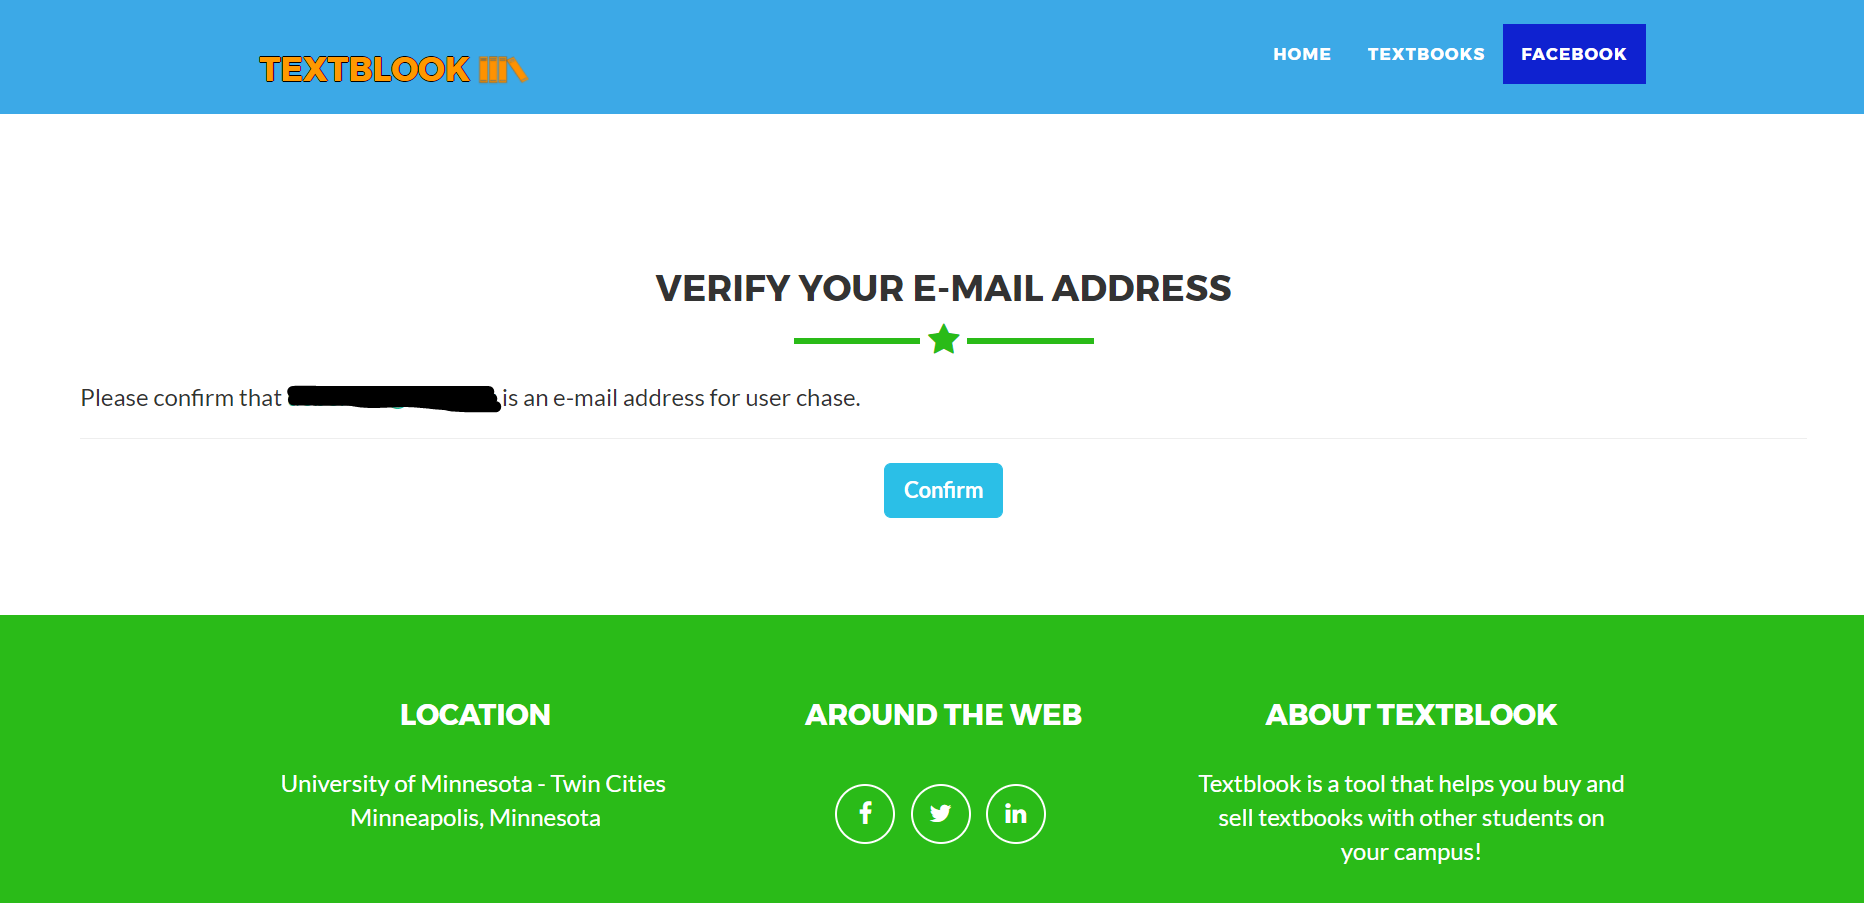 TEXTBLOOK
HOME TEXTBOOKS FACEBOOK
VERIFY YOUR E-MAIL ADDRESS
Please confirm that is an e-mail address for user chase.
Confirm
LOCATION
University of Minnesota - Twin Cities
Minneapolis, Minnesota
AROUND THE WEB
ABOUT TEXTBLOOK
Textblook is a tool that helps you buy and
sell textbooks with other students on
your campus!